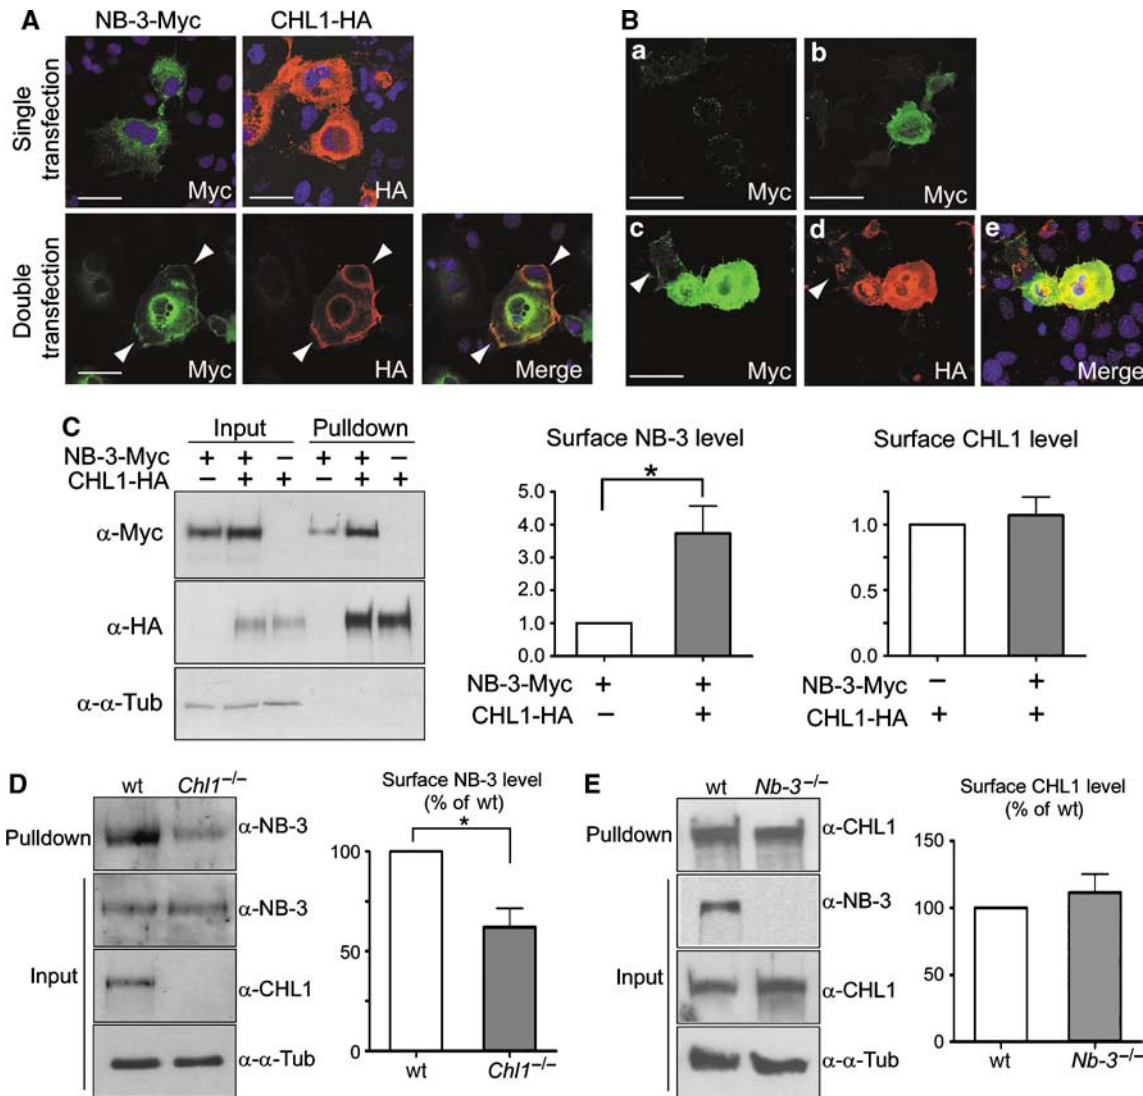 A
NB-3-Myc CHL1-HA
Single
transfection
Myc HA
Double
transfection
Myc HA Merge
B
a b
Myc Myc
c d e
Myc HA Merge
C
Input Pulldown
NB-3-Myc + + – + + –
CHL1-HA – + + – + +
α-Myc
α-HA
α-α-Tub
Surface NB-3 level
*
5.0
4.0
3.0
2.0
1.0
0.0
NB-3-Myc + +
CHL1-HA – +
Surface CHL1 level
1.0
0.5
0.0
NB-3-Myc – +
CHL1-HA + +
D
wt Chl1–/–
Pulldown α-NB-3
Input
α-NB-3
α-CHL1
α-α-Tub
Surface NB-3 level
(% of wt)
*
100
50
0
wt Chl1–/–
E
wt Nb-3–/–
Pulldown α-CHL1
Input
α-NB-3
α-CHL1
α-α-Tub
Surface CHL1 level
(% of wt)
150
100
50
0
wt Nb-3–/–